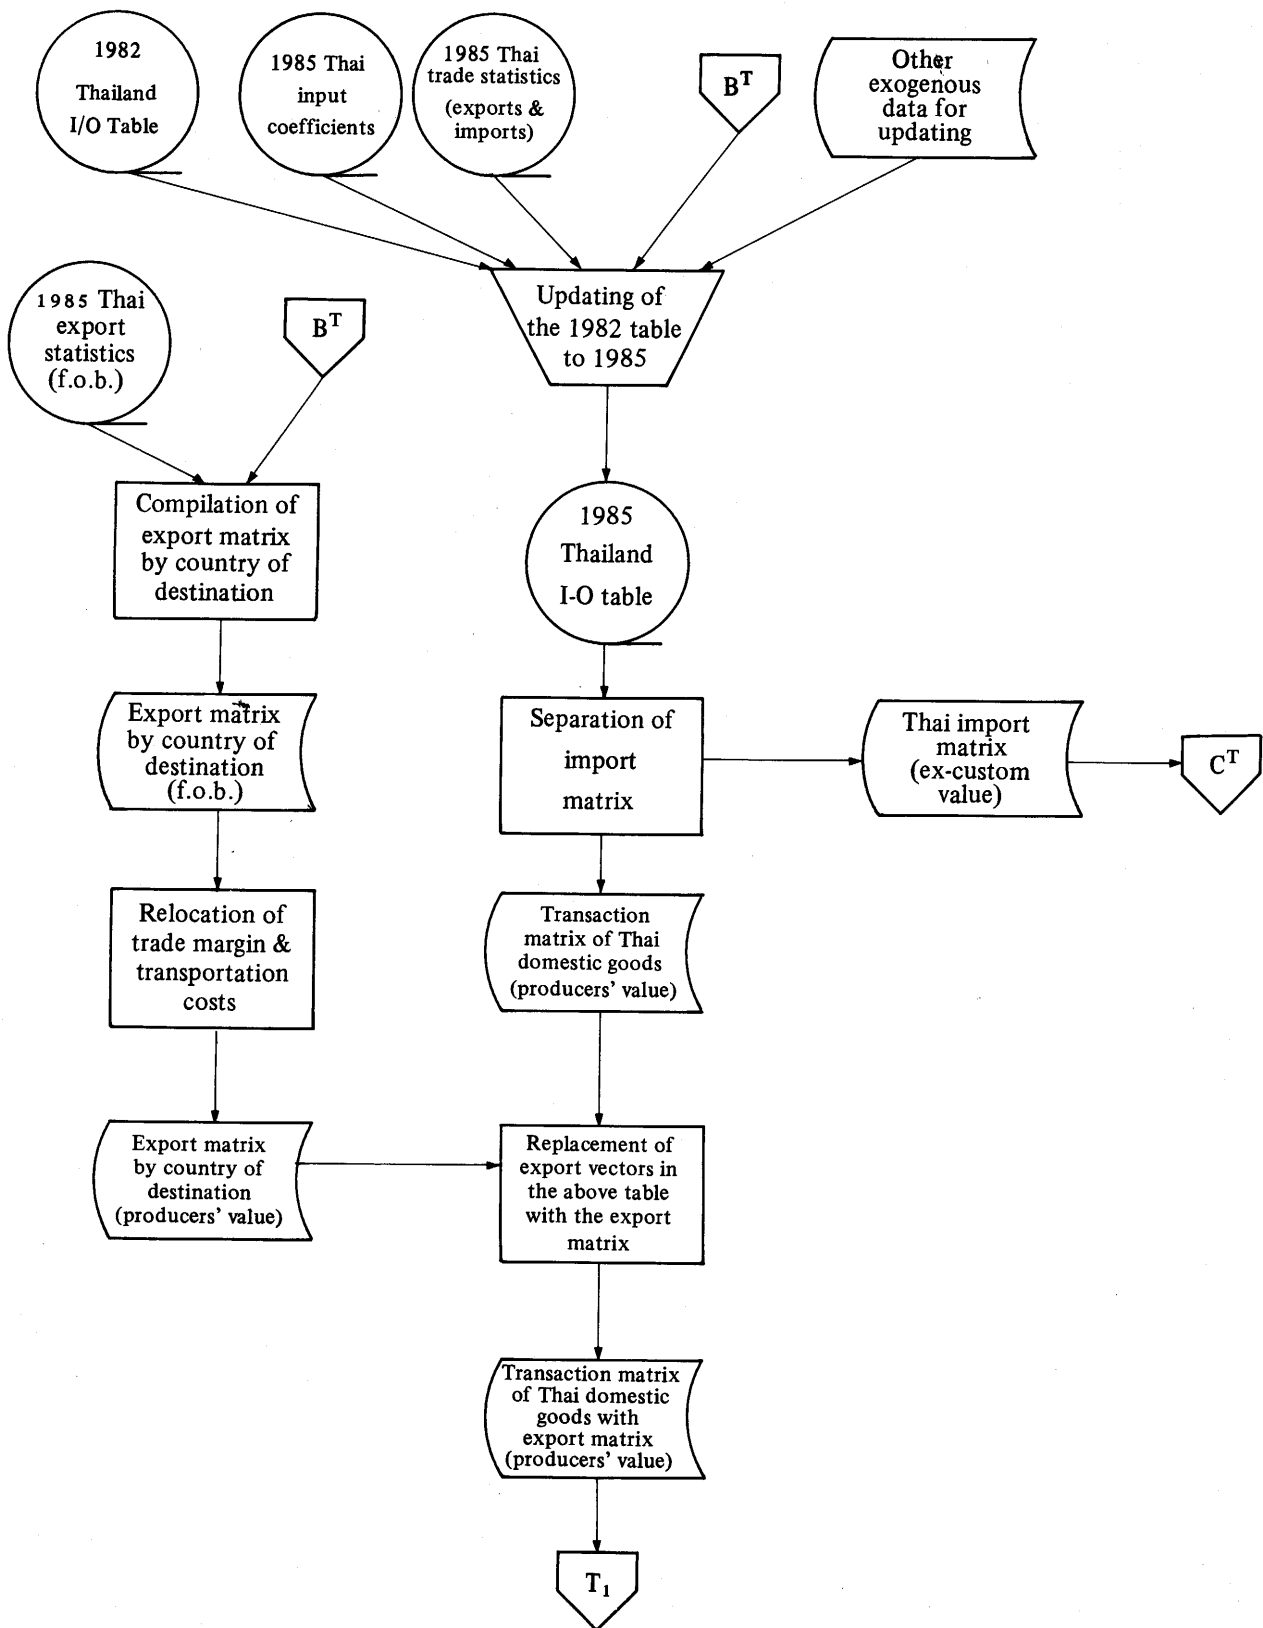 1982
Thailand
I/O Table
1985 Thai
input
coefficients
1985 Thai
trade statistics
(exports &
imports)
Bᵀ
Other
exogenous
data for
updating
Updating of
the 1982 table
to 1985
1985 Thai
export
statistics
(f.o.b.)
Bᵀ
Compilation of
export matrix
by country of
destination
1985
Thailand
I-O table
Export matrix
by country of
destination
(f.o.b.)
Separation of
import
matrix
Thai import
matrix
(ex-custom
value)
Cᵀ
Relocation of
trade margin &
transportation
costs
Transaction
matrix of Thai
domestic goods
(producers' value)
Export matrix
by country of
destination
(producers' value)
Replacement of
export vectors in
the above table
with the export
matrix
Transaction matrix
of Thai domestic
goods with
export matrix
(producers' value)
T₁